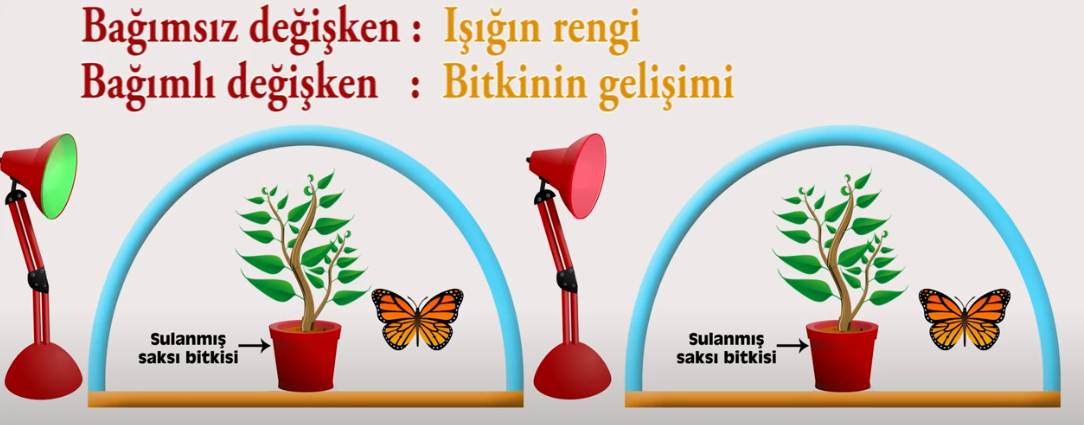 Bağımsız değişken : Işığın rengi
Bağımlı değişken : Bitkinin gelişimi
Sulanmış
saksı bitkisi
Sulanmış
saksı bitkisi